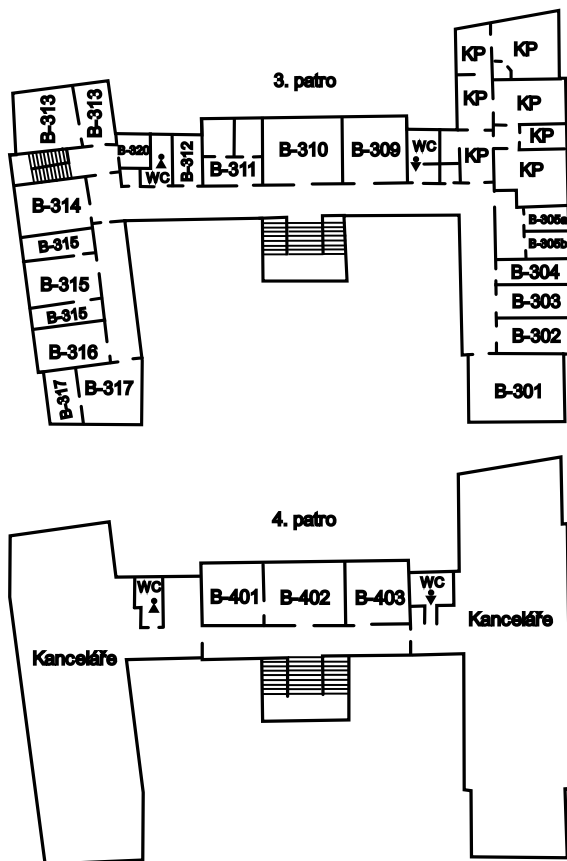 3. patro
KP
KP
B-313
B-313
KP
KP
B-320
B-312
WC
B-311
B-310
B-309
WC
KP
KP
KP
B-314
B-305a
B-315
B-305b
B-304
B-315
B-303
B-315
B-302
B-316
B-317
B-317
B-301
4. patro
WC
B-401
B-402
B-403
WC
Kanceláře
Kanceláře